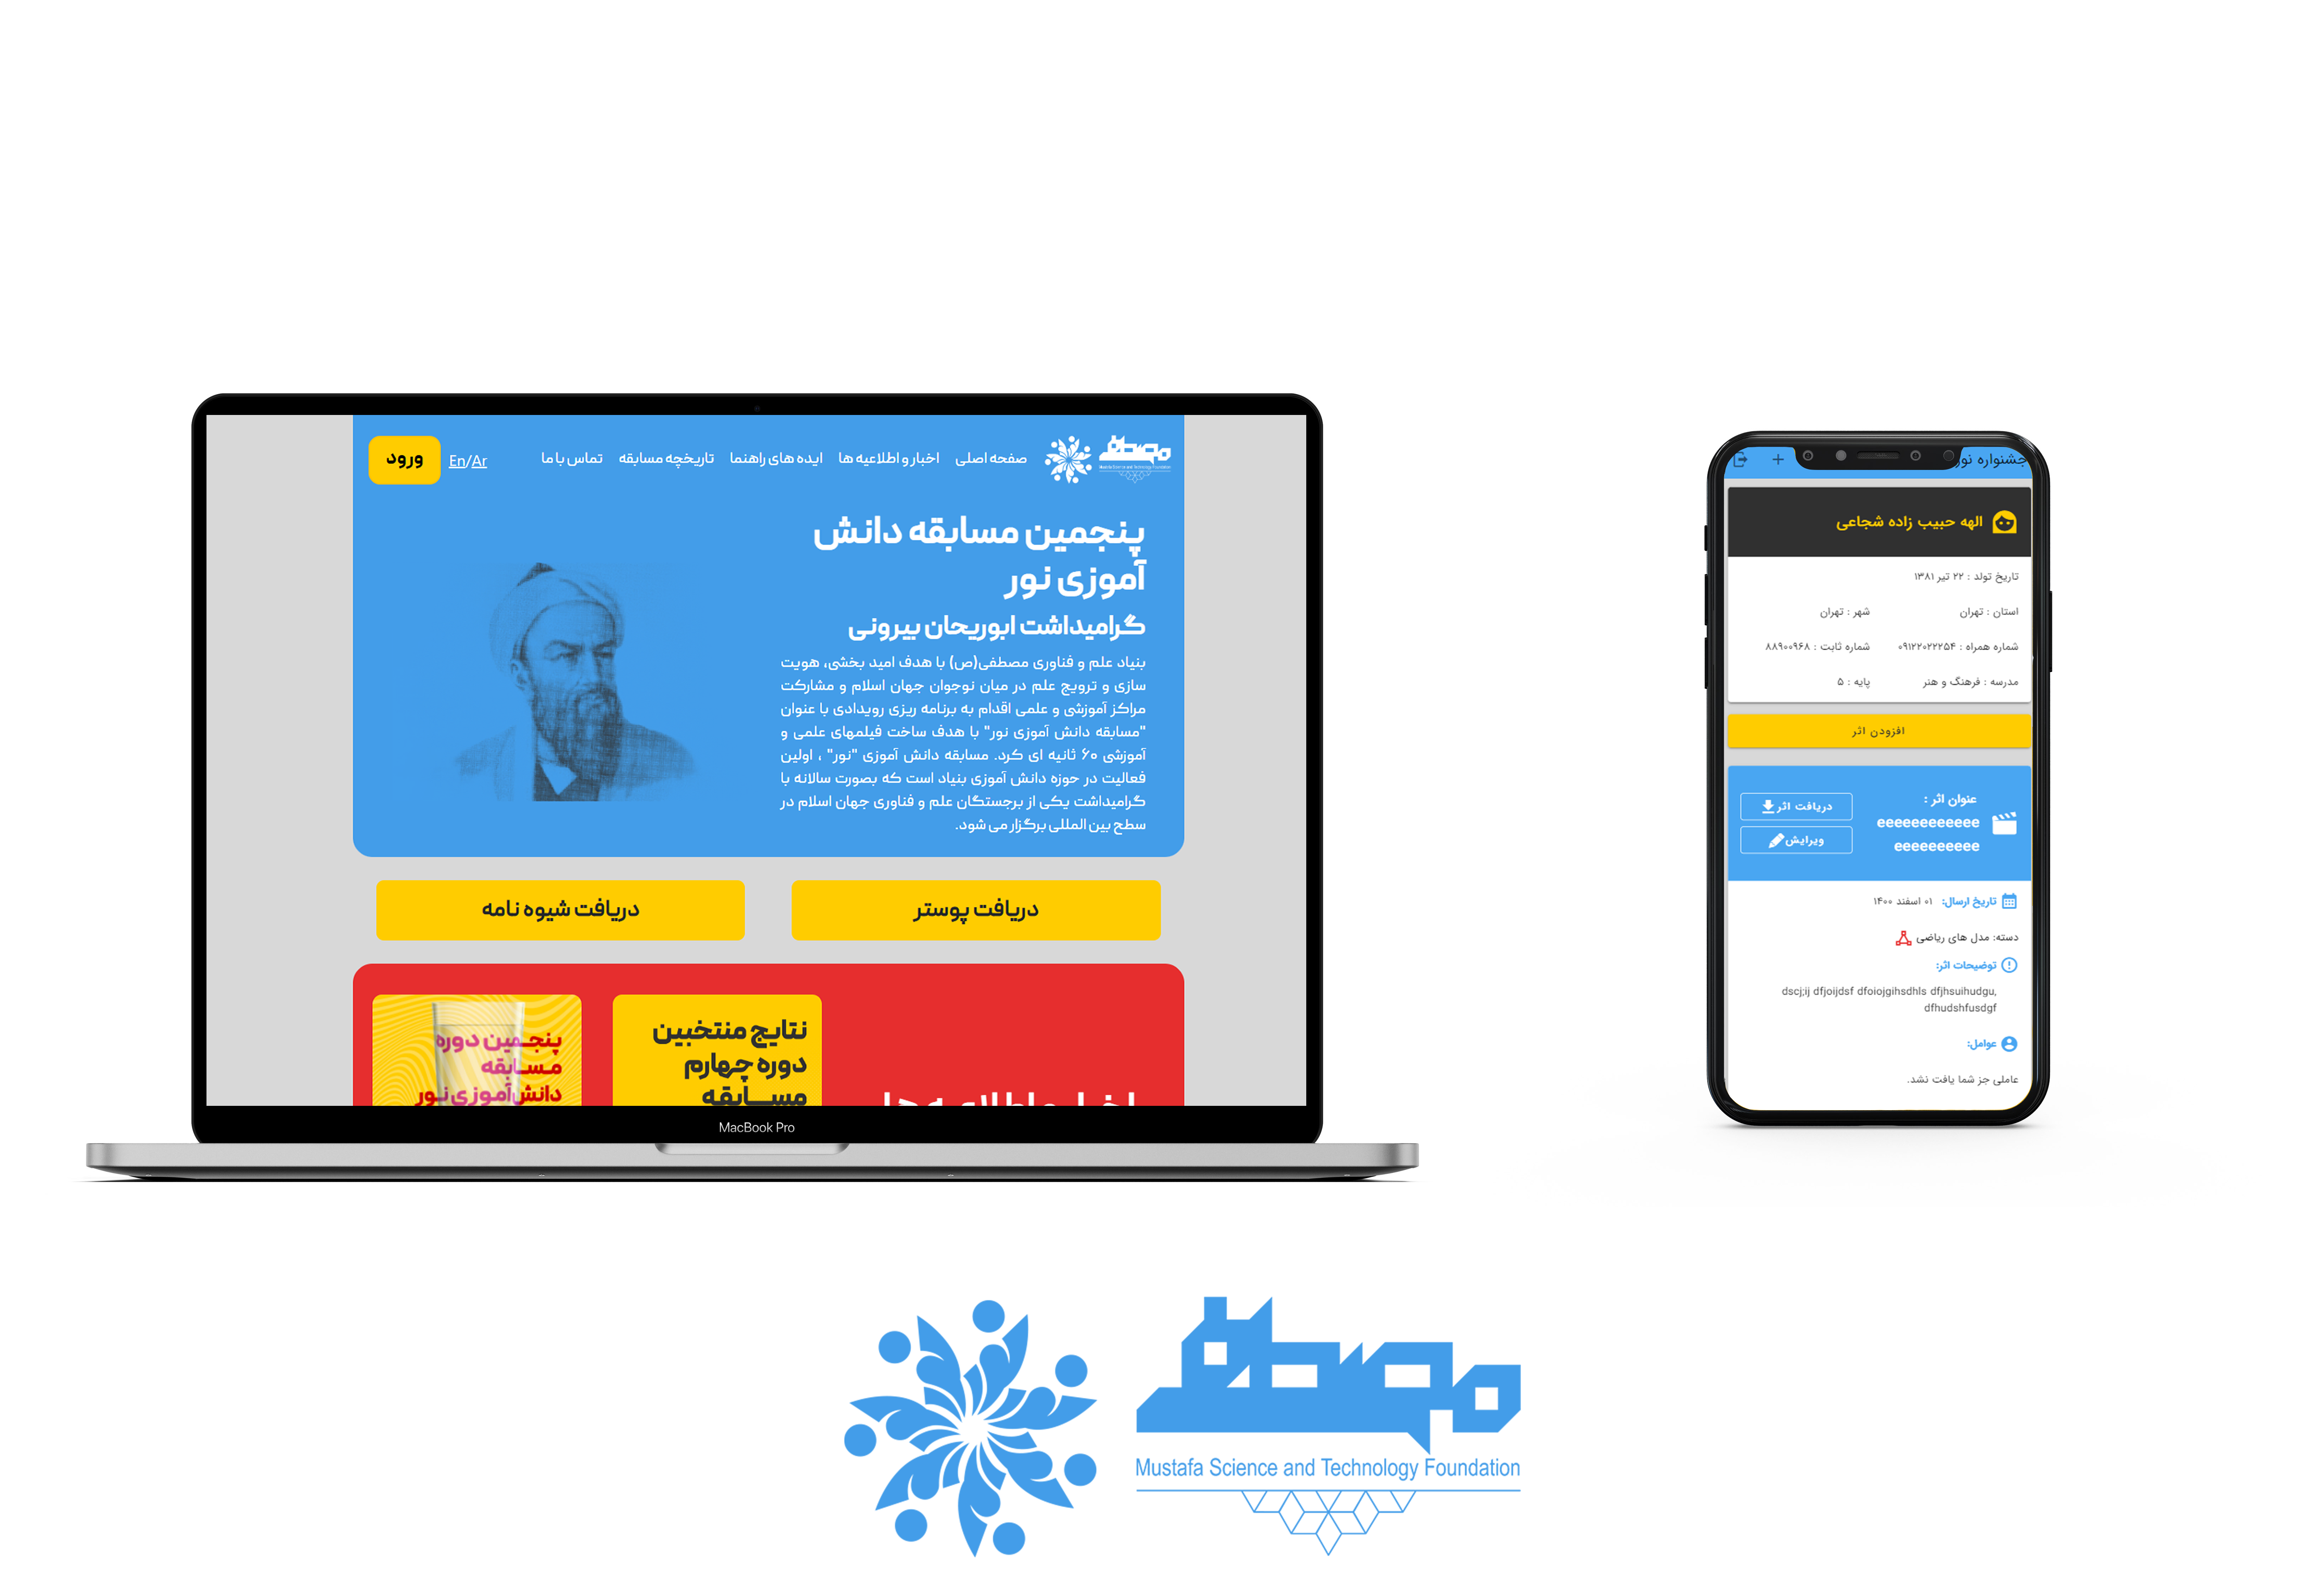 صفحه اصلی
اخبار و اطلاعیه ها
ایده های راهنما
تاریخچه مسابقه
تماس با ما
En/Ar
ورود
پنجمین مسابقه دانش
آموزی نور
گرامیداشت ابوریحان بیرونی
بنیاد علم و فناوری مصطفی(ص) با هدف امید بخشی، هویت
سازی و ترویج علم در میان نوجوان جهان اسلام و مشارکت
مراکز آموزشی و علمی اقدام به برنامه ریزی رویدادی با عنوان
"مسابقه دانش آموزی نور" با هدف ساخت فیلمهای علمی و
آموزشی ۶۰ ثانیه ای کرد. مسابقه دانش آموزی "نور" ، اولین
فعالیت در حوزه دانش آموزی بنیاد است که بصورت سالانه با
گرامیداشت یکی از برجستگان علم و فناوری جهان اسلام در
سطح بین المللی برگزار می شود.
دریافت پوستر
دریافت شیوه نامه
نتایج منتخبین
دوره چهارم
مسابقه
پنجمین دوره
مسابقه
دانش‌آموزی نور
MacBook Pro
جشنواره نور
الهه حبیب زاده شجاعی
تاریخ تولد : ۲۲ تیر ۱۳۸۱
استان : تهران
شهر : تهران
شماره همراه : ۰۹۱۲۲۰۲۲۲۵۴
شماره ثابت : ۸۸۹۰۰۹۶۸
مدرسه : فرهنگ و هنر
پایه : ۵
افزودن اثر
عنوان اثر :
eeeeeeeeeeee
eeeeeeeeee
دریافت اثر
ویرایش
تاریخ ارسال: ۰۱ اسفند ۱۴۰۰
دسته: مدل های ریاضی
توضیحات اثر:
dscj;ij dfjoijdsf dfoiojgihsdhls dfjhsuihudgu,
dfhudshfusdgf
عوامل:
عاملی جز شما یافت نشد.
مصطفی
Mustafa Science and Technology Foundation